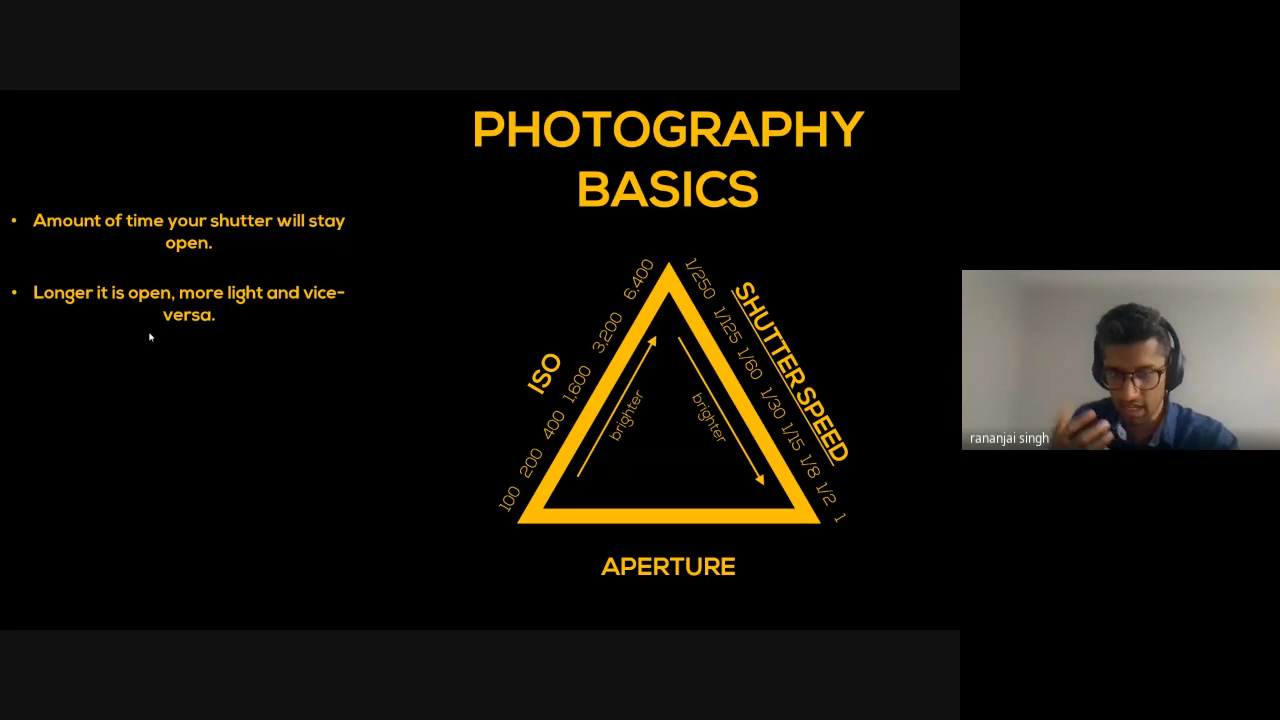 PHOTOGRAPHY
BASICS
• Amount of time your shutter will stay
open.
• Longer it is open, more light and vice-
versa.
ISO
100 200 400 1,600 3,200 6,400
brighter
SHUTTER SPEED
1/250 1/125 1/60 1/30 1/15 1/8 1/2 1
brighter
APERTURE
rananjai singh